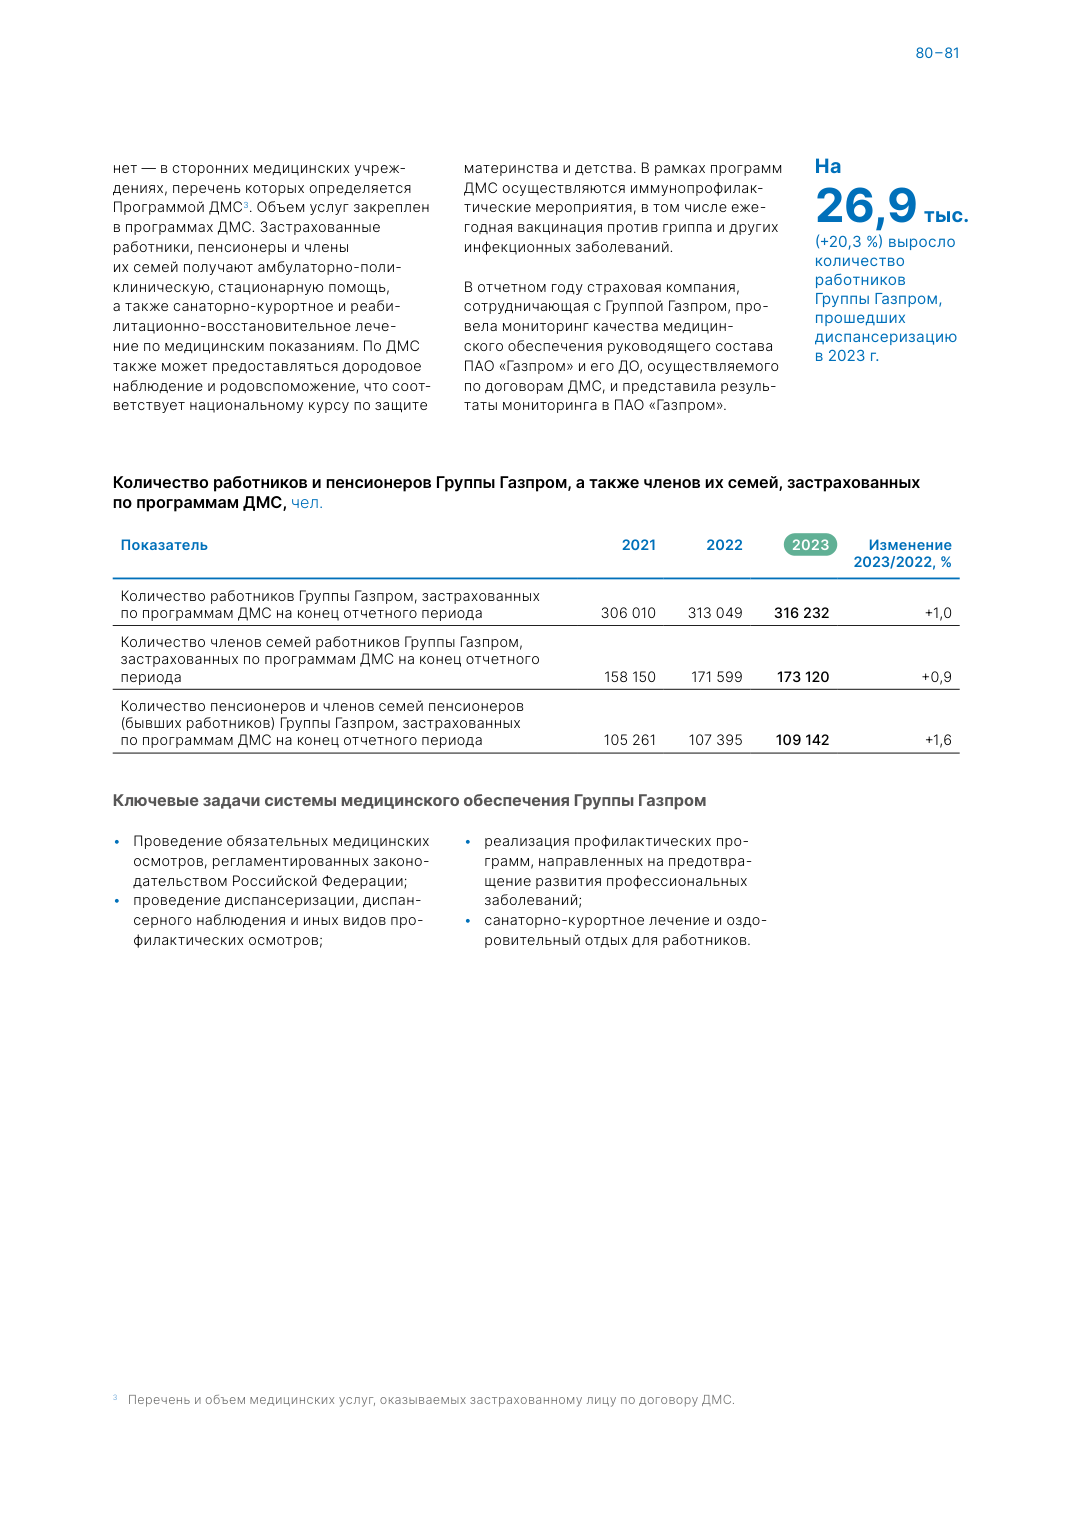 80–81
нет — в сторонних медицинских учреж-
дениях, перечень которых определяется
Программой ДМС³. Объем услуг закреплен
в программах ДМС. Застрахованные
работники, пенсионеры и члены
их семей получают амбулаторно-поли-
клиническую, стационарную помощь,
а также санаторно-курортное и реаби-
литационно-восстановительное лече-
ние по медицинским показаниям. По ДМС
также может предоставляться дородовое
наблюдение и родовспоможение, что соот-
ветствует национальному курсу по защите
материнства и детства. В рамках программ
ДМС осуществляются иммунопрофилак-
тические мероприятия, в том числе еже-
годная вакцинация против гриппа и других
инфекционных заболеваний.
В отчетном году страховая компания,
сотрудничающая с Группой Газпром, про-
вела мониторинг качества медицин-
ского обеспечения руководящего состава
ПАО «Газпром» и его ДО, осуществляемого
по договорам ДМС, и представила резуль-
таты мониторинга в ПАО «Газпром».
На
26,9 тыс.
(+20,3 %) выросло
количество
работников
Группы Газпром,
прошедших
диспансеризацию
в 2023 г.
Количество работников и пенсионеров Группы Газпром, а также членов их семей, застрахованных
по программам ДМС, чел.
Показатель 2021 2022 2023 Изменение
2023/2022, %
Количество работников Группы Газпром, застрахованных
по программам ДМС на конец отчетного периода 306 010 313 049 316 232 +1,0
Количество членов семей работников Группы Газпром,
застрахованных по программам ДМС на конец отчетного
периода 158 150 171 599 173 120 +0,9
Количество пенсионеров и членов семей пенсионеров
(бывших работников) Группы Газпром, застрахованных
по программам ДМС на конец отчетного периода 105 261 107 395 109 142 +1,6
Ключевые задачи системы медицинского обеспечения Группы Газпром
• Проведение обязательных медицинских
осмотров, регламентированных законо-
дательством Российской Федерации;
• проведение диспансеризации, диспан-
серного наблюдения и иных видов про-
филактических осмотров;
• реализация профилактических про-
грамм, направленных на предотвра-
щение развития профессиональных
заболеваний;
• санаторно-курортное лечение и оздо-
ровительный отдых для работников.
³ Перечень и объем медицинских услуг, оказываемых застрахованному лицу по договору ДМС.